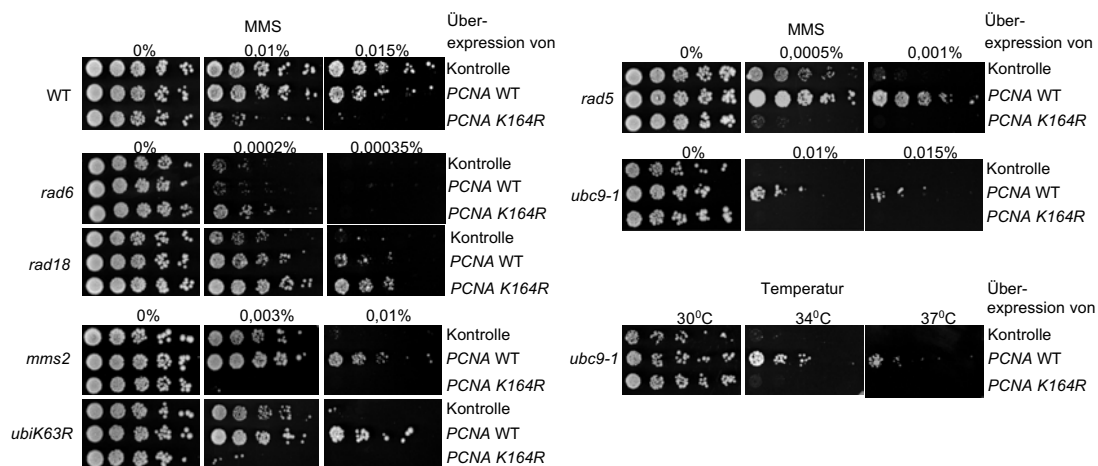 MMS
Über-
0%
0,01%
0,015%
expression von
WT
Kontrolle
PCNA WT
PCNA K164R
0%
0,0002%
0,00035%
rad6
Kontrolle
PCNA WT
PCNA K164R
rad18
Kontrolle
PCNA WT
PCNA K164R
0%
0,003%
0,01%
mms2
Kontrolle
PCNA WT
PCNA K164R
ubiK63R
Kontrolle
PCNA WT
PCNA K164R
MMS
Über-
0%
0,0005%
0,001%
expression von
rad5
Kontrolle
PCNA WT
PCNA K164R
0%
0,01%
0,015%
ubc9-1
Kontrolle
PCNA WT
PCNA K164R
Temperatur
Über-
30⁰C
34⁰C
37⁰C
expression von
ubc9-1
Kontrolle
PCNA WT
PCNA K164R